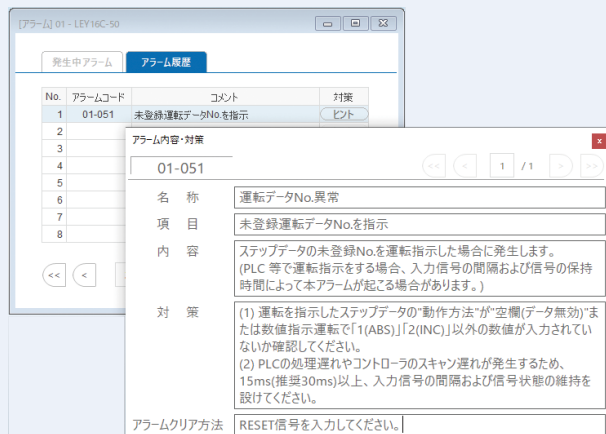 [アラーム] 01 - LEY16C-50
発生中アラーム
アラーム履歴
No. アラームコード コメント 対策
1 01-051 未登録運転データNo.を指示 ヒント
2
3
4
5
6
7
8
<< <
アラーム内容・対策 x
01-051 << < 1 / 1 > >>
名 称 運転データNo.異常
項 目 未登録運転データNo.を指示
内 容 ステップデータの未登録No.を運転指示した場合に発生します。
(PLC 等で運転指示をする場合、入力信号の間隔および信号の保持
時間によって本アラームが起こる場合があります。)
対 策 (1) 運転を指示したステップデータの"動作方法"が"空欄(データ無効)"ま
たは数値指示運転で「1(ABS)」「2(INC)」以外の数値が入力されてい
ないか確認してください。
(2) PLCの処理遅れやコントローラのスキャン遅れが発生するため、
15ms(推奨30ms)以上、入力信号の間隔および信号状態の維持を
設けてください。
アラームクリア方法 RESET信号を入力してください。